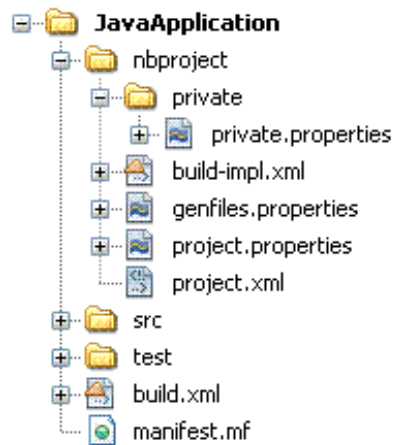 JavaApplication
nbproject
private
private.properties
build-impl.xml
genfiles.properties
project.properties
project.xml
src
test
build.xml
manifest.mf